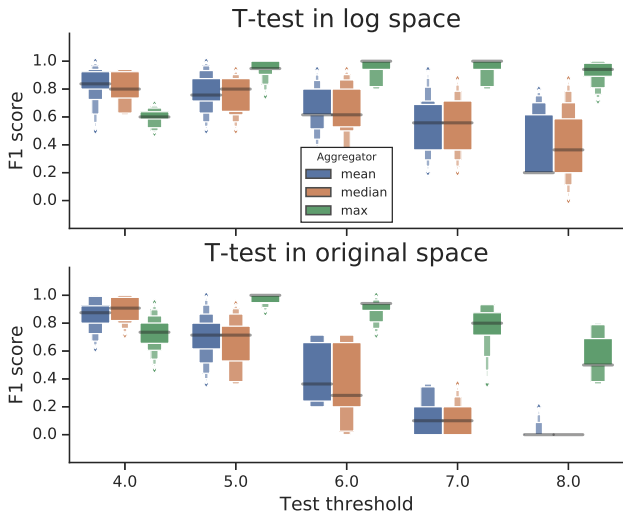 T-test in log space
1.0
0.8
0.6
0.4
0.2
0.0
F1 score
Aggregator
mean
median
max
T-test in original space
1.0
0.8
0.6
0.4
0.2
0.0
F1 score
4.0 5.0 6.0 7.0 8.0
Test threshold